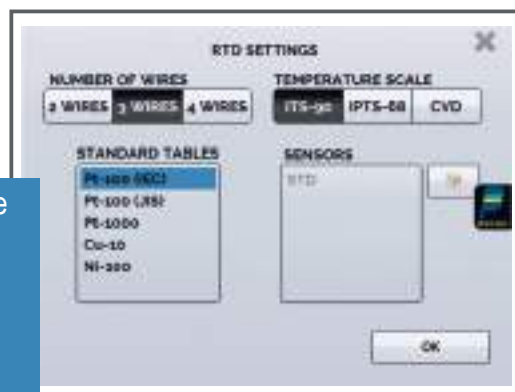 RTD SETTINGS
NUMBER OF WIRES
2 WIRES 3 WIRES 4 WIRES
TEMPERATURE SCALE
ITS-90 IPTS-68 CVD
STANDARD TABLES
Pt-100 (IEC)
Pt-100 (JIS)
Pt-1000
Cu-10
Ni-100
SENSORS
RTD
OK
e